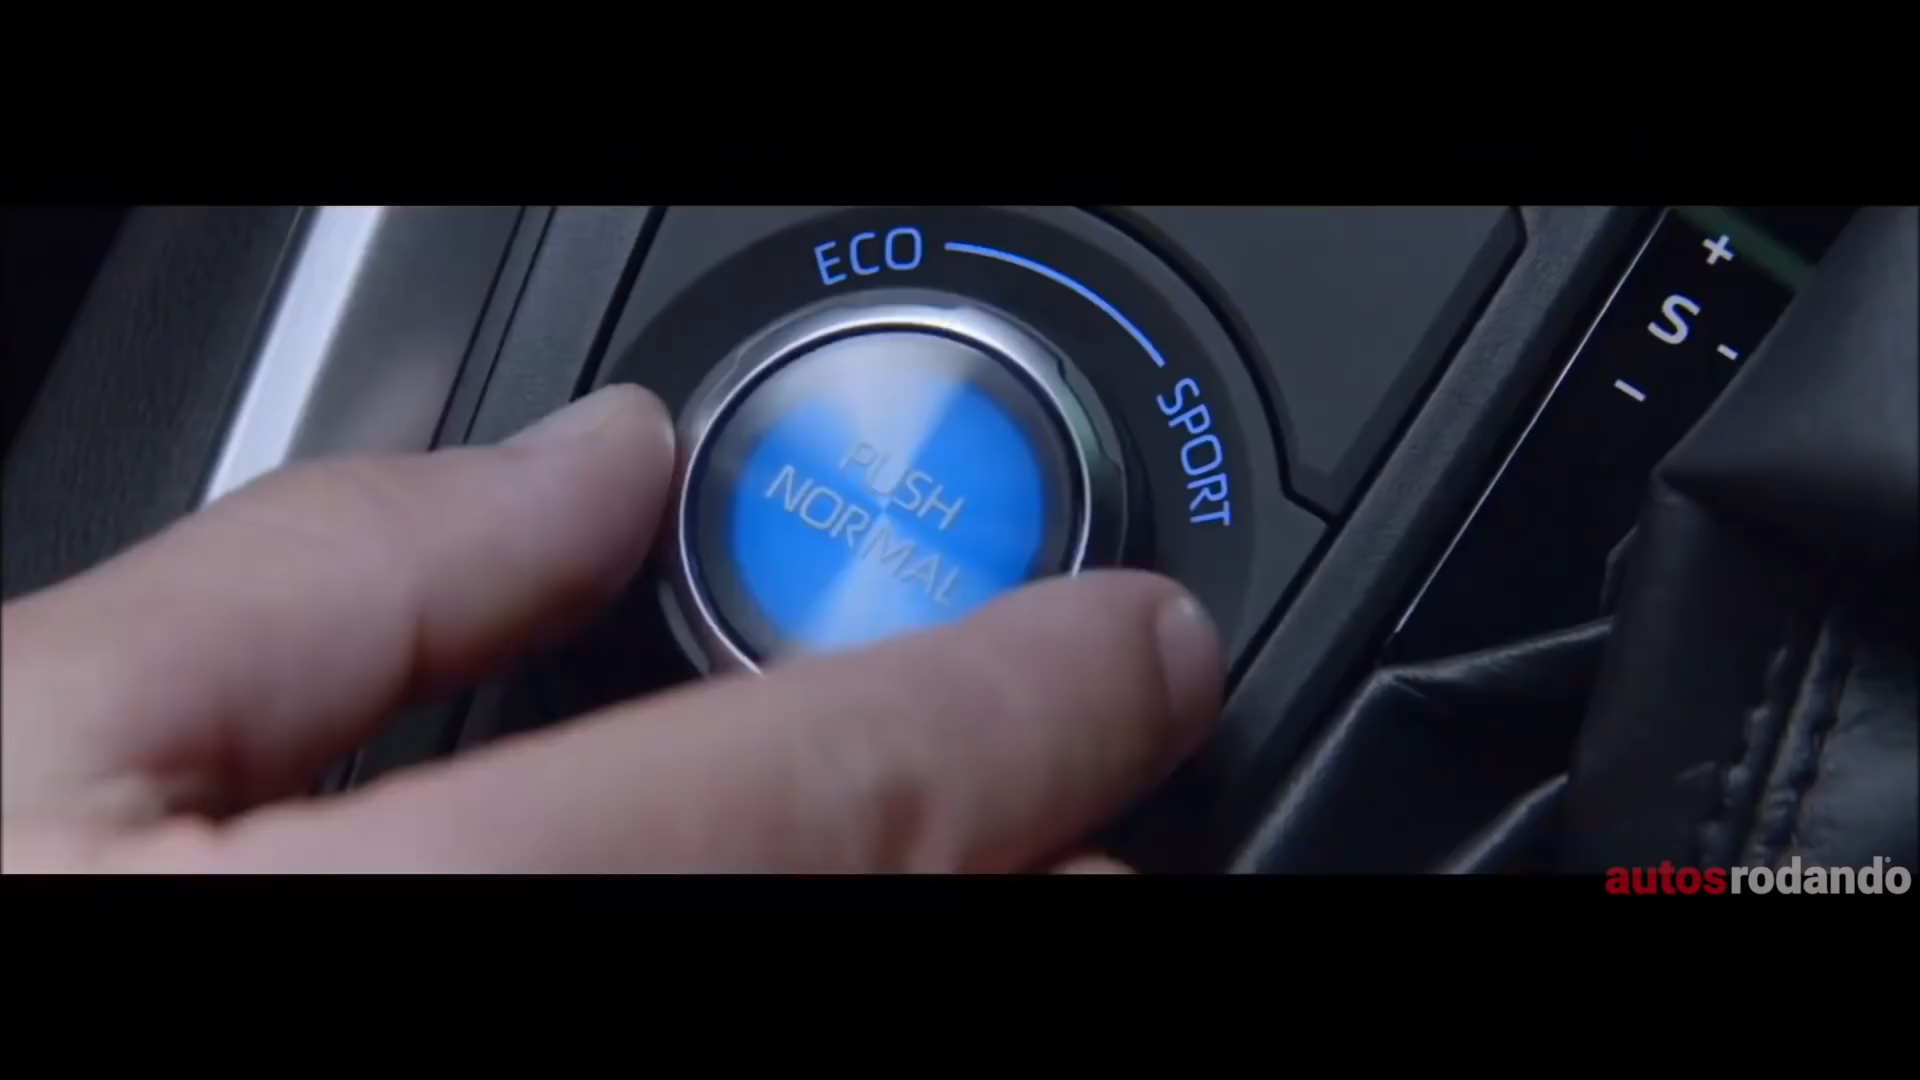 ECO
SPORT
PUSH
NORMAL
+
S -
autosrodando